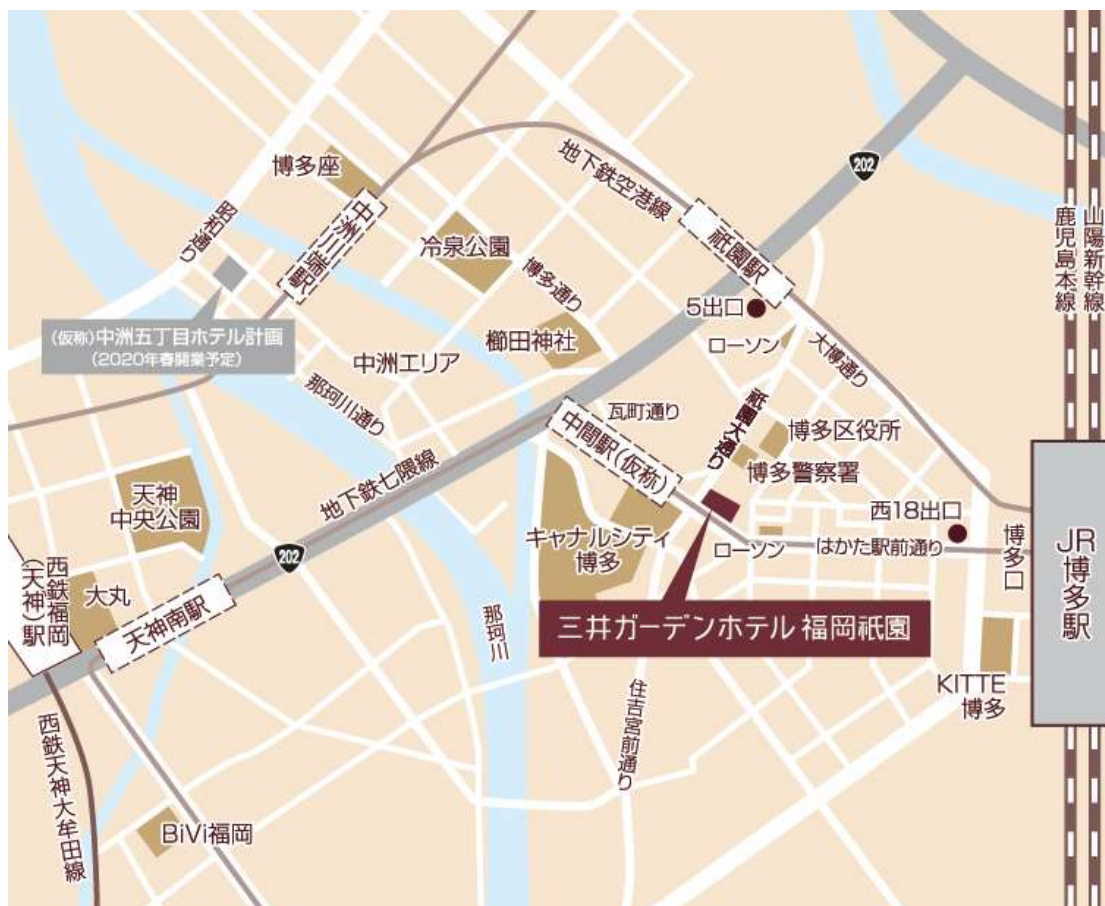 博多座
昭和通り
中洲川端駅
冷泉公園
博多通り
地下鉄空港線
祇園駅
202
鹿児島本線
山陽新幹線
(仮称)中洲五丁目ホテル計画
(2020年春開業予定)
中洲エリア
櫛田神社
5出口
ローソン
大博通り
那珂川通り
瓦町通り
祇園大通り
博多区役所
博多警察署
中間駅(仮称)
地下鉄七隈線
天神
中央公園
キャナルシティ
博多
ローソン
西18出口
はかた駅前通り
博多口
JR博多駅
西鉄福岡
(天神)駅
大丸
天神南駅
202
那珂川
三井ガーデンホテル 福岡祇園
住吉宮前通り
KITTE
博多
西鉄天神大牟田線
BiVi福岡